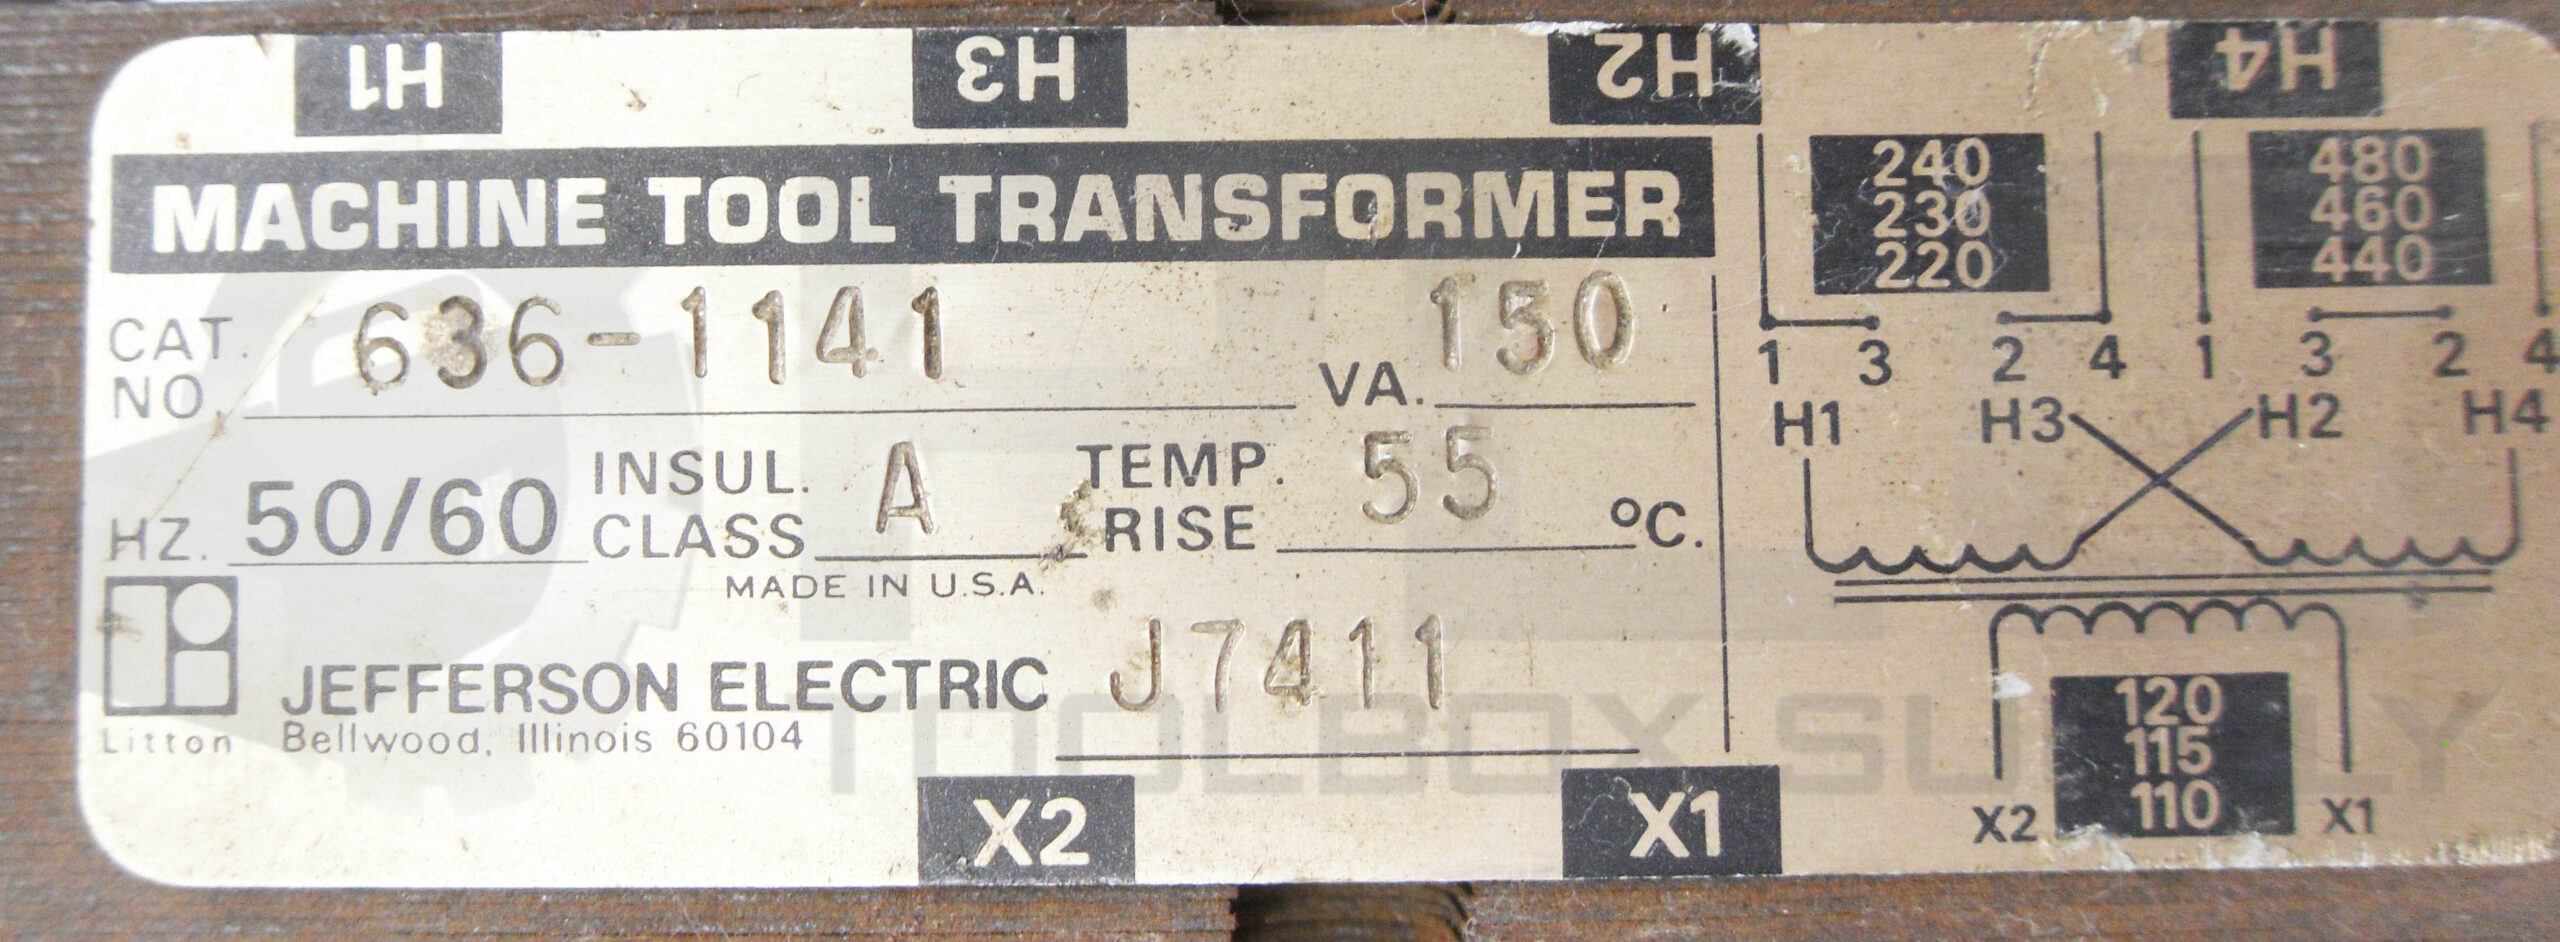 H1 H3 H2 H4
MACHINE TOOL TRANSFORMER
CAT. NO. 636-1141 VA. 150
HZ. 50/60 INSUL. CLASS A TEMP. RISE 55 °C.
MADE IN U.S.A.
JEFFERSON ELECTRIC J7411
Litton Bellwood, Illinois 60104
X2 X1
240 480
230 460
220 440
1 3 2 4 1 3 2 4
H1 H3 H2 H4
120
115
110
X2 X1
TOOLBOX SUPPLY